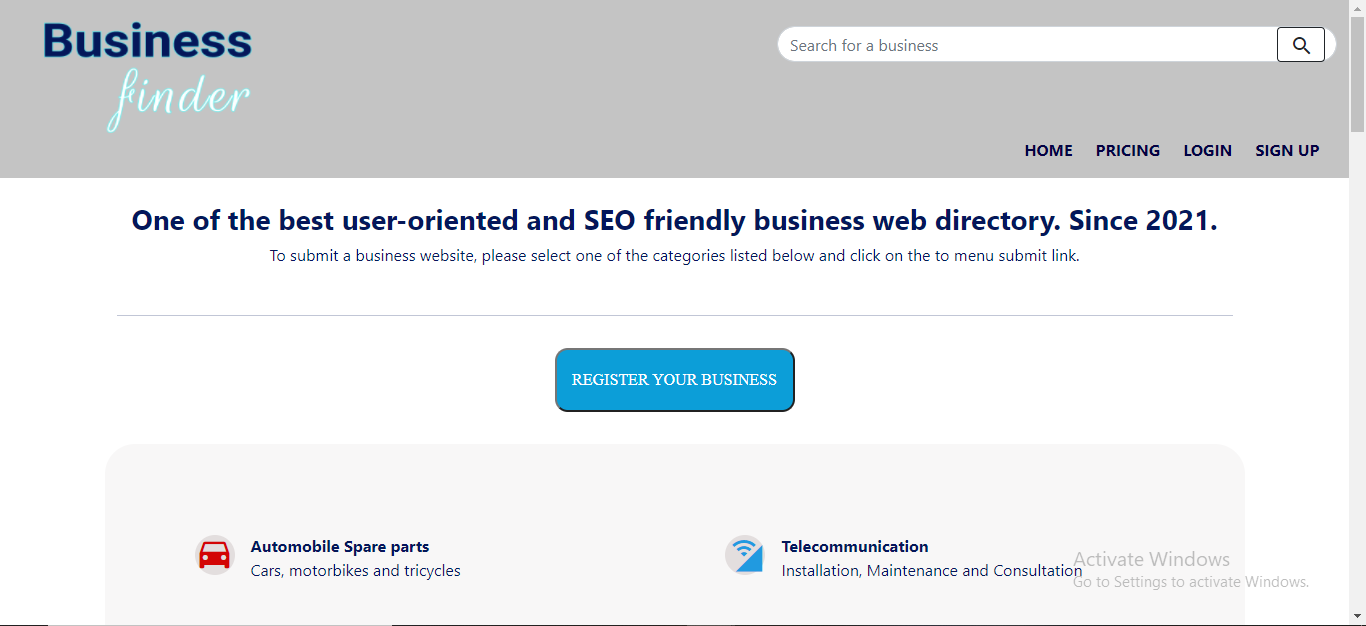 Business
finder
Search for a business
HOME PRICING LOGIN SIGN UP
One of the best user-oriented and SEO friendly business web directory. Since 2021.
To submit a business website, please select one of the categories listed below and click on the to menu submit link.
REGISTER YOUR BUSINESS
Automobile Spare parts
Cars, motorbikes and tricycles
Telecommunication
Installation, Maintenance and Consultation
Activate Windows
Go to Settings to activate Windows.